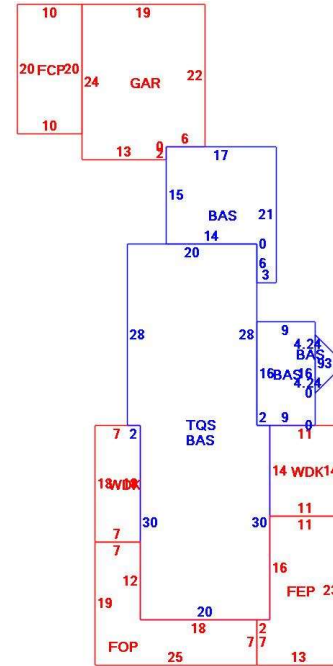 10 19
20 FCP 20 24 GAR 22
10
13 0 2 6
17
15 BAS 21
14 0
20 6
3
28 28 9 4.24
BAS
93
16 BAS 16
4.24
0
2 9 0
7 2 TQS
BAS 11
18 WDK 18 14 WDK 14
30 30 11
7 11
7
12 16
19 FEP 23
20
18 2
FOP 7 7
25 13